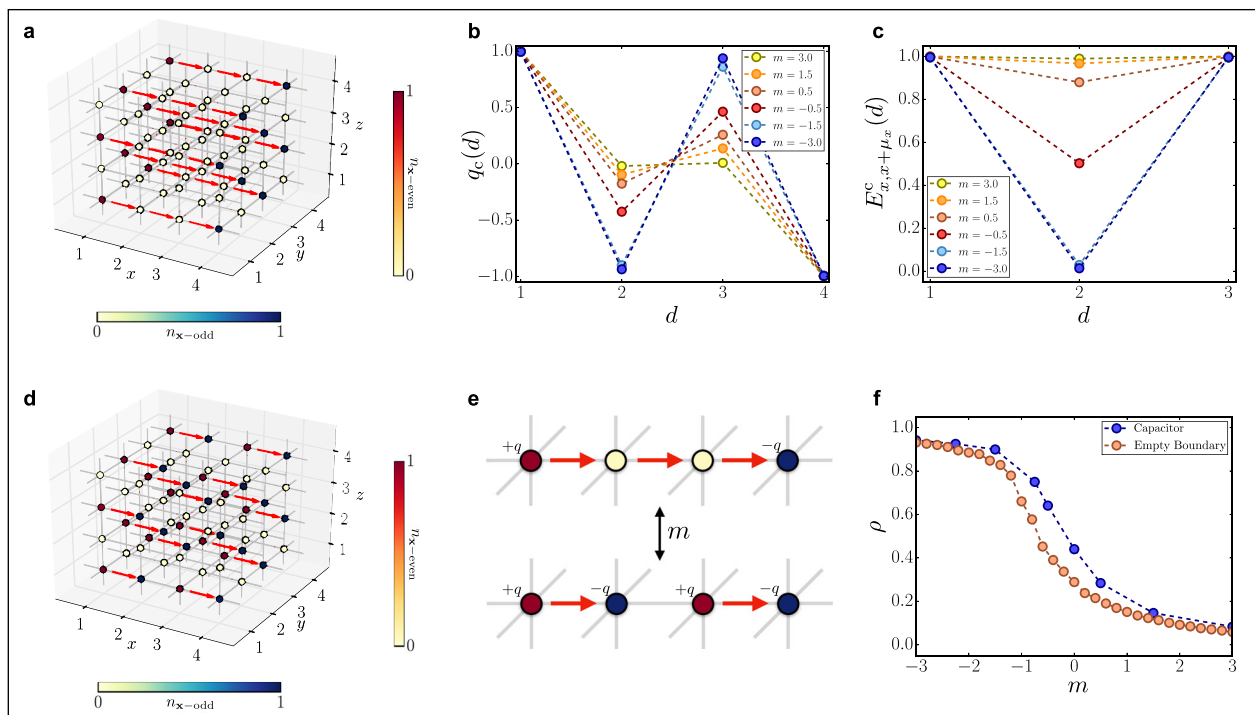 a
4
3
2
1
z
4
3
2
1
y
1
2
3
4
x
1
0
n_{x-even}
0
1
n_{x-odd}
b
1.0
0.5
0.0
−0.5
−1.0
q_c(d)
1
2
3
4
d
m = 3.0
m = 1.5
m = 0.5
m = −0.5
m = −1.5
m = −3.0
c
1.0
0.8
0.6
0.4
0.2
0.0
E^c_{x,x+μ_x}(d)
1
2
3
d
m = 3.0
m = 1.5
m = 0.5
m = −0.5
m = −1.5
m = −3.0
d
4
3
2
1
z
4
3
2
1
y
1
2
3
4
x
1
0
n_{x-even}
0
1
n_{x-odd}
e
+q
−q
m
+q
−q
+q
−q
f
1.0
0.8
0.6
0.4
0.2
0.0
ρ
−3
−2
−1
0
1
2
3
m
Capacitor
Empty Boundary